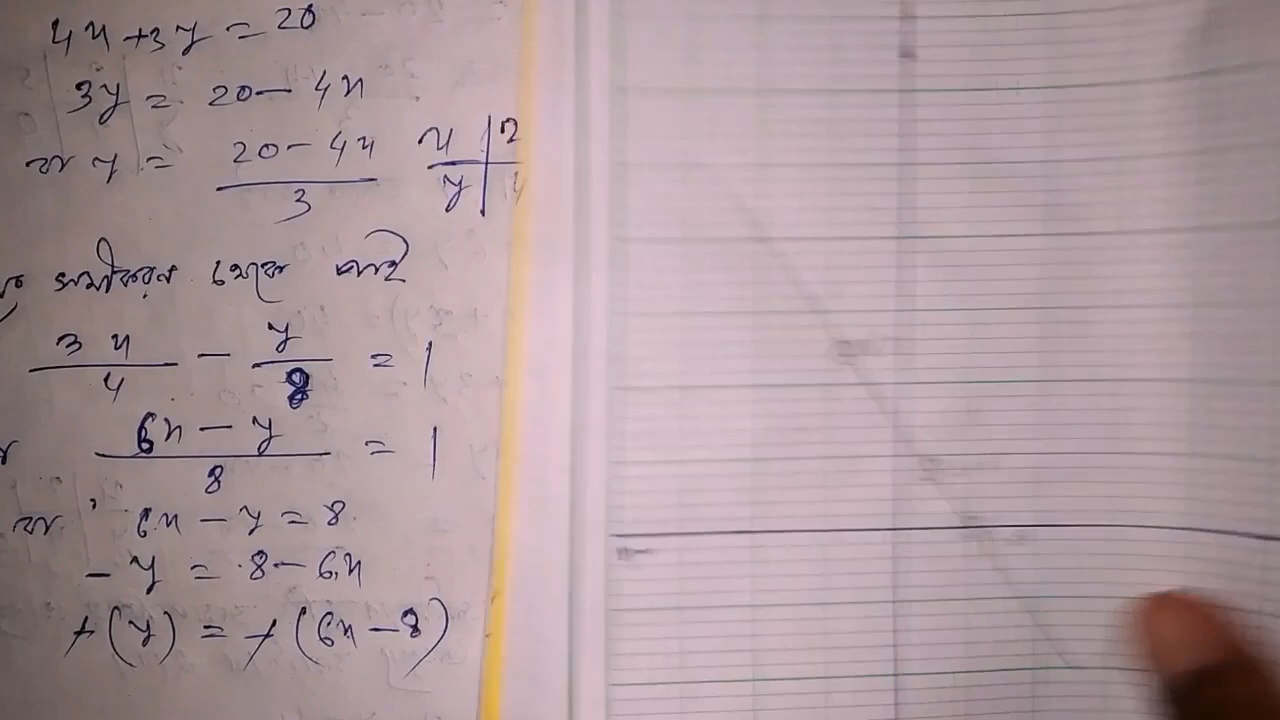 4x + 3y = 20
3y = 20 - 4x
বা y = (20 - 4x)/3
x | 2
y |
সমীকরণ থেকে পাই
3x/4 - y/8 = 1
(6x - y)/8 = 1
বা, 6x - y = 8
- y = 8 - 6x
-(y) = -(6x - 8)